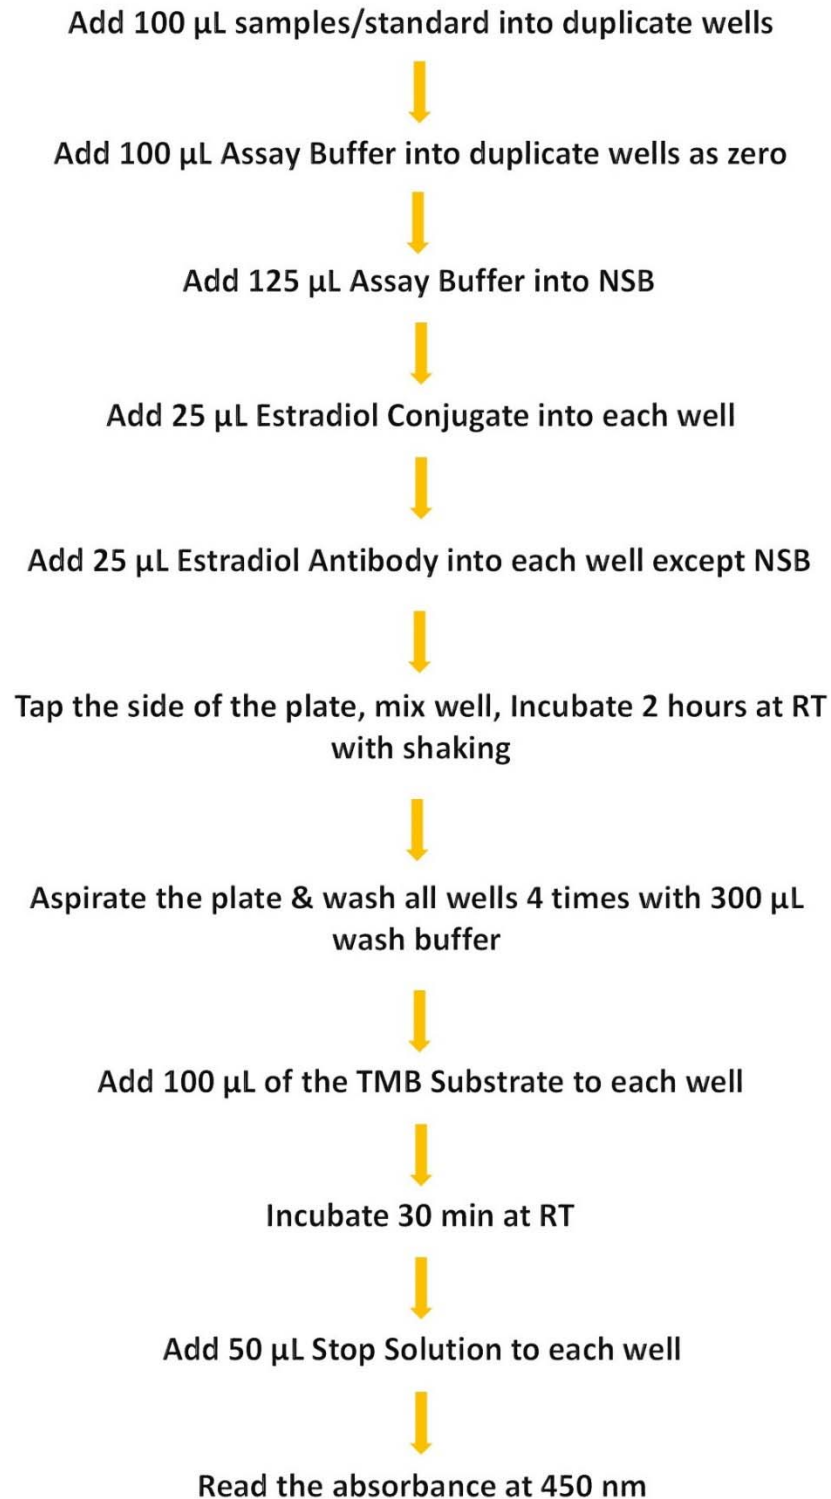 Add 100 µL samples/standard into duplicate wells
Add 100 µL Assay Buffer into duplicate wells as zero
Add 125 µL Assay Buffer into NSB
Add 25 µL Estradiol Conjugate into each well
Add 25 µL Estradiol Antibody into each well except NSB
Tap the side of the plate, mix well, Incubate 2 hours at RT
with shaking
Aspirate the plate & wash all wells 4 times with 300 µL
wash buffer
Add 100 µL of the TMB Substrate to each well
Incubate 30 min at RT
Add 50 µL Stop Solution to each well
Read the absorbance at 450 nm